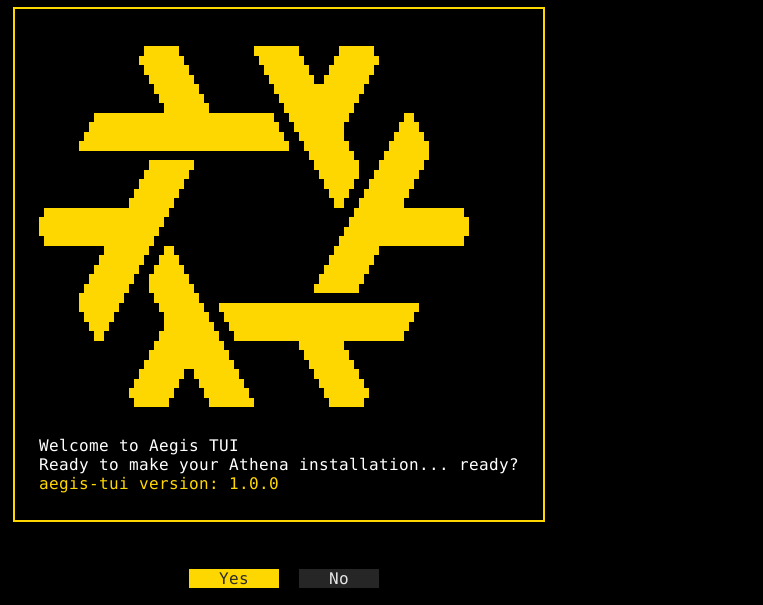 Welcome to Aegis TUI
Ready to make your Athena installation... ready?
aegis-tui version: 1.0.0
Yes No